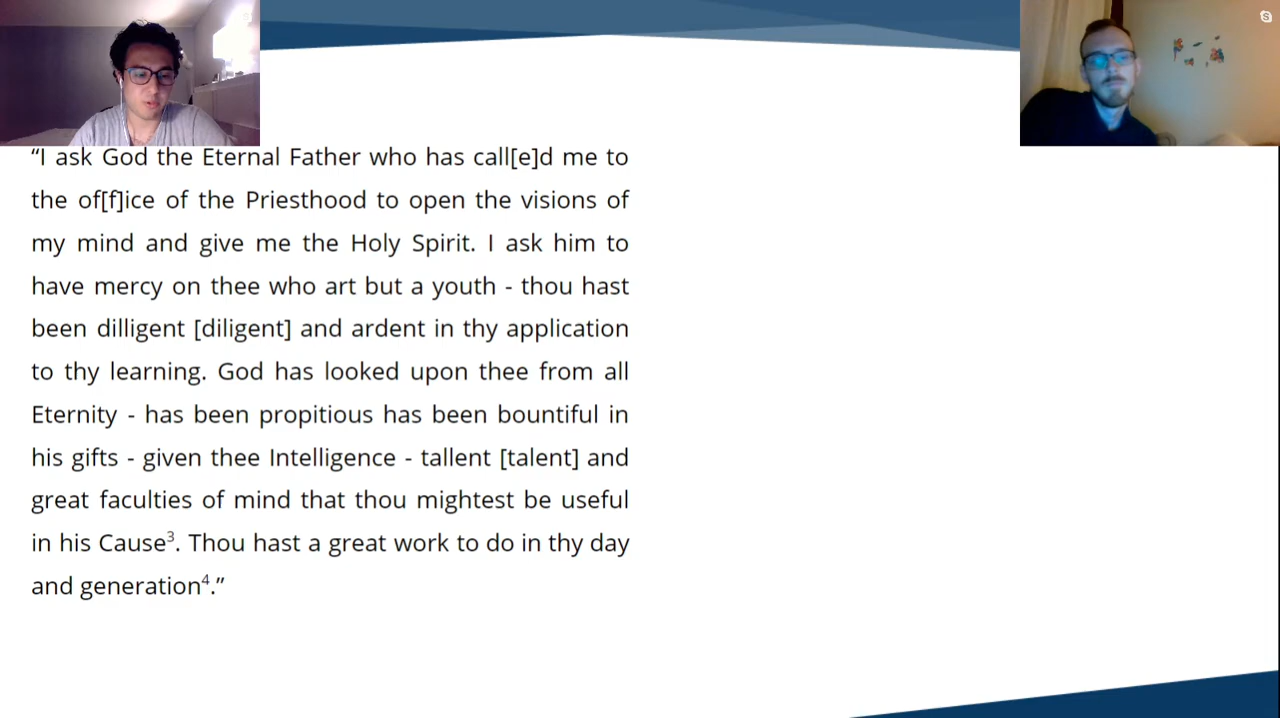 “I ask God the Eternal Father who has call[e]d me to
the of[f]ice of the Priesthood to open the visions of
my mind and give me the Holy Spirit. I ask him to
have mercy on thee who art but a youth - thou hast
been dilligent [diligent] and ardent in thy application
to thy learning. God has looked upon thee from all
Eternity - has been propitious has been bountiful in
his gifts - given thee Intelligence - tallent [talent] and
great faculties of mind that thou mightest be useful
in his Cause³. Thou hast a great work to do in thy day
and generation⁴.”